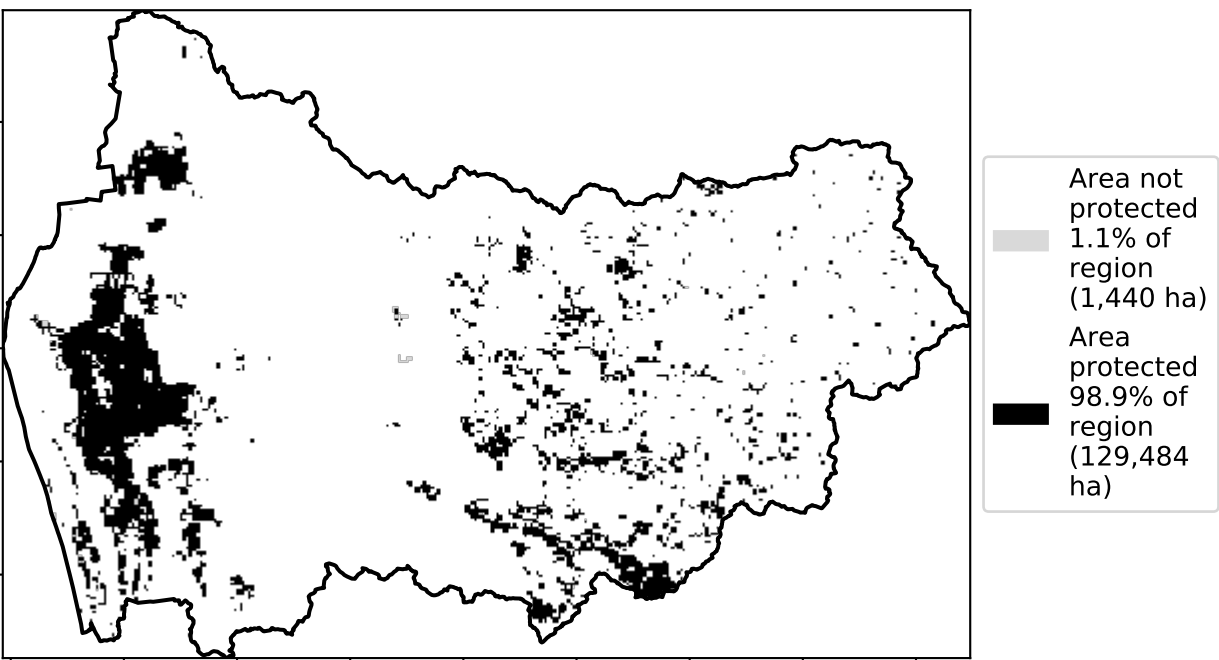 Area not
protected
1.1% of
region
(1,440 ha)
Area
protected
98.9% of
region
(129,484
ha)